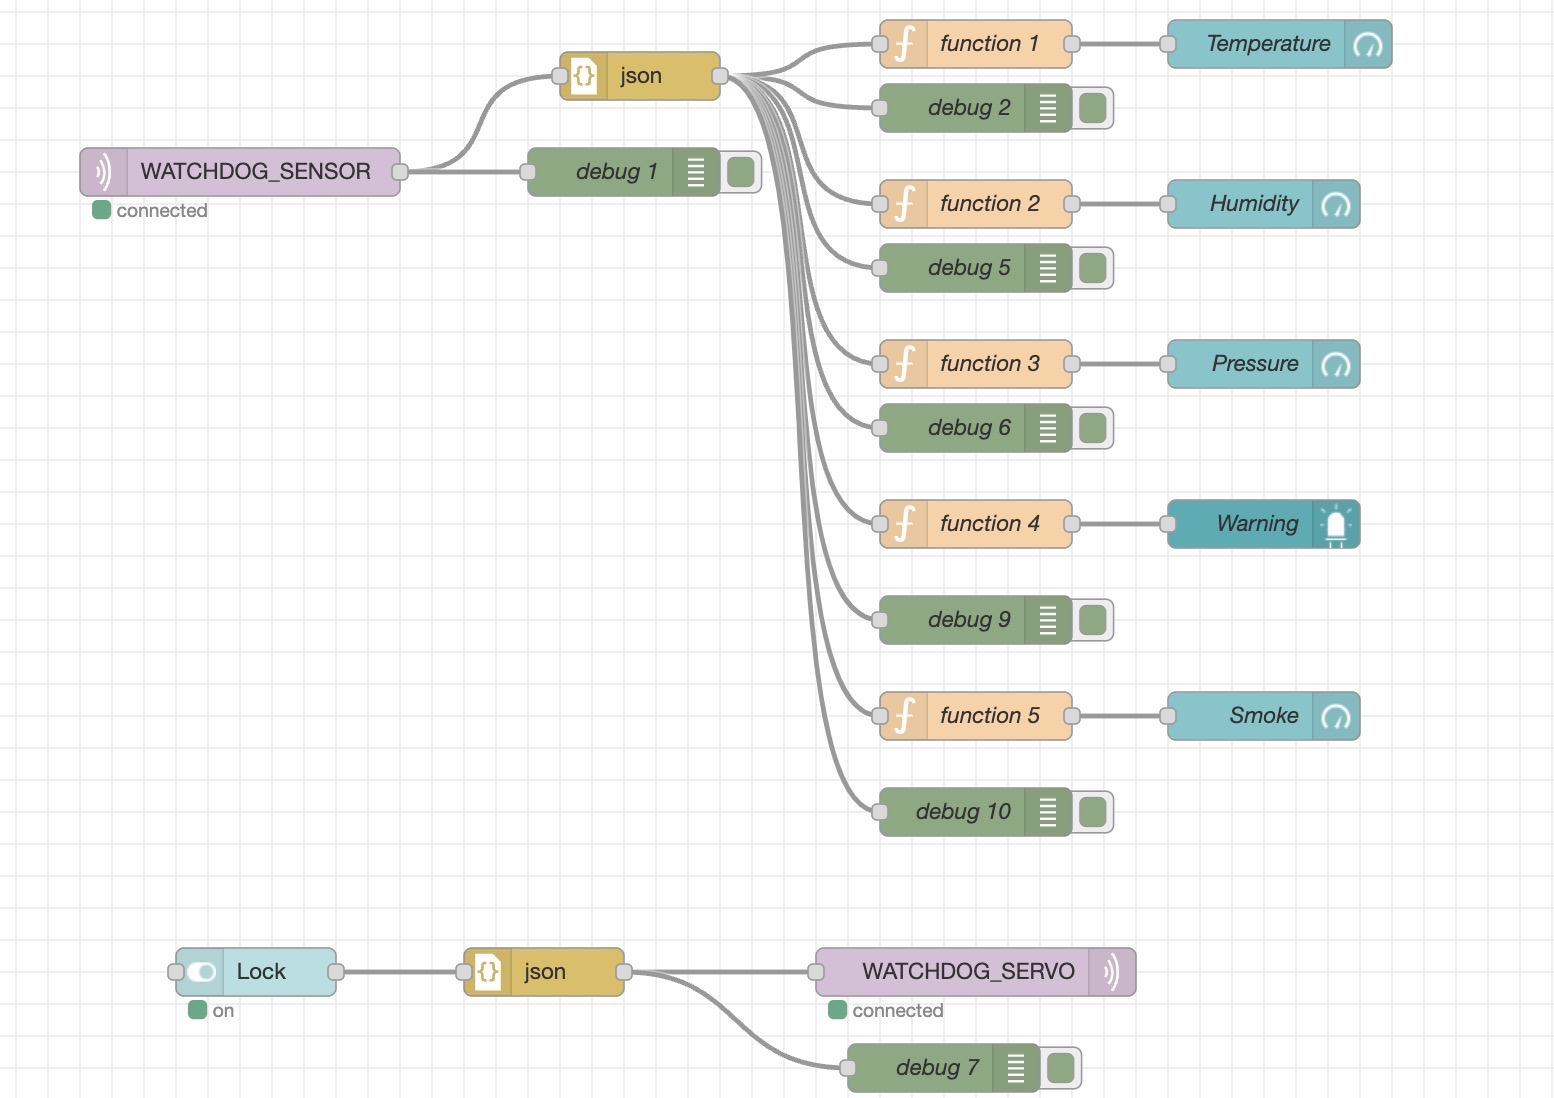 function 1
Temperature
json
debug 2
WATCHDOG_SENSOR
debug 1
connected
function 2
Humidity
debug 5
function 3
Pressure
debug 6
function 4
Warning
debug 9
function 5
Smoke
debug 10
Lock
json
WATCHDOG_SERVO
on
connected
debug 7